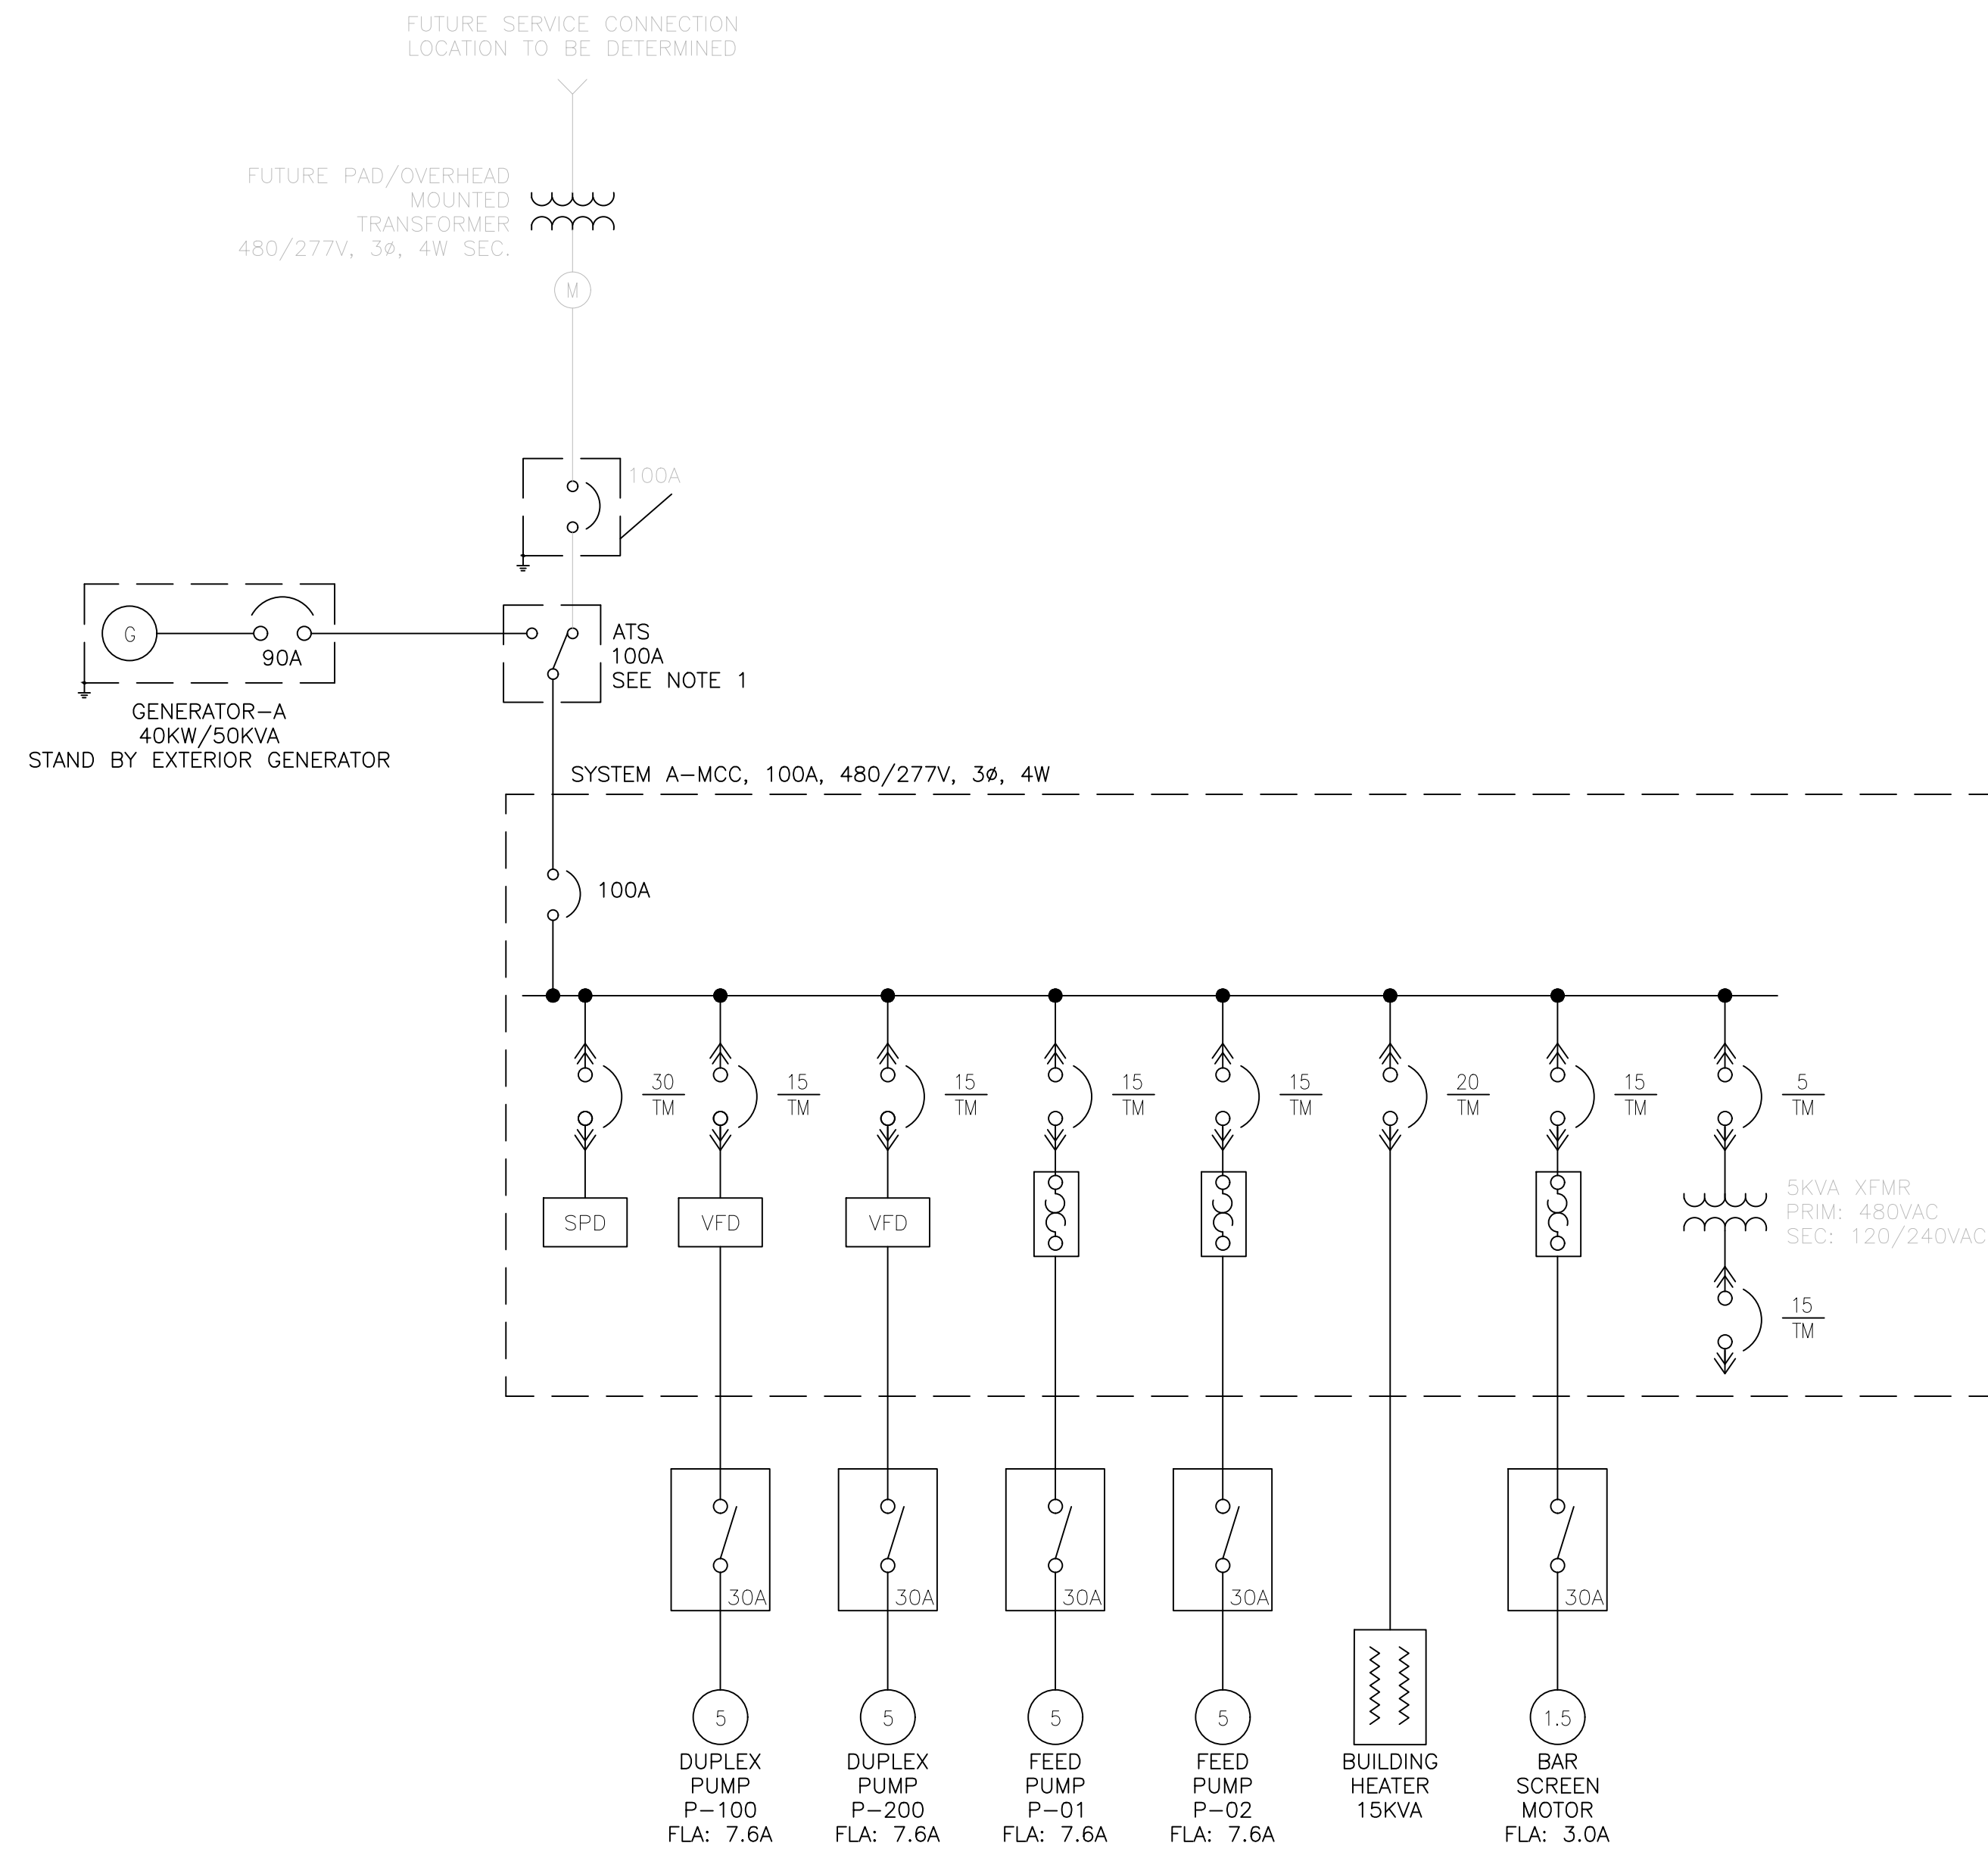 FUTURE SERVICE CONNECTION
LOCATION TO BE DETERMINED
FUTURE PAD/OVERHEAD
MOUNTED
TRANSFORMER
480/277V, 3ø, 4W SEC.
M
100A
G
90A
GENERATOR-A
40KW/50KVA
STAND BY EXTERIOR GENERATOR
ATS
100A
SEE NOTE 1
SYSTEM A-MCC, 100A, 480/277V, 3ø, 4W
100A
30
TM
15
TM
15
TM
15
TM
15
TM
20
TM
15
TM
5
TM
SPD
VFD
VFD
5KVA XFMR
PRIM: 480VAC
SEC: 120/240VAC
15
TM
30A
30A
30A
30A
30A
5
DUPLEX
PUMP
P-100
FLA: 7.6A
5
DUPLEX
PUMP
P-200
FLA: 7.6A
5
FEED
PUMP
P-01
FLA: 7.6A
5
FEED
PUMP
P-02
FLA: 7.6A
BUILDING
HEATER
15KVA
1.5
BAR
SCREEN
MOTOR
FLA: 3.0A